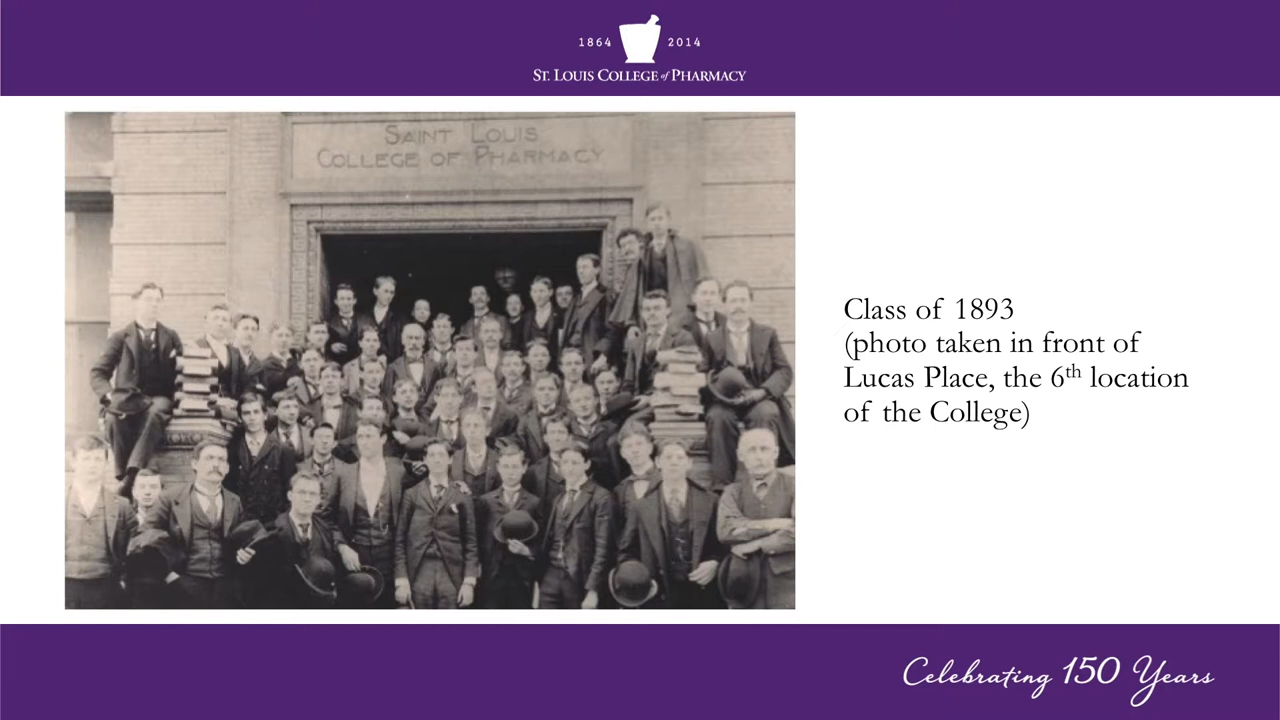 1864 2014
ST. LOUIS COLLEGE of PHARMACY
SAINT LOUIS
COLLEGE OF PHARMACY
Class of 1893
(photo taken in front of
Lucas Place, the 6th location
of the College)
Celebrating 150 Years